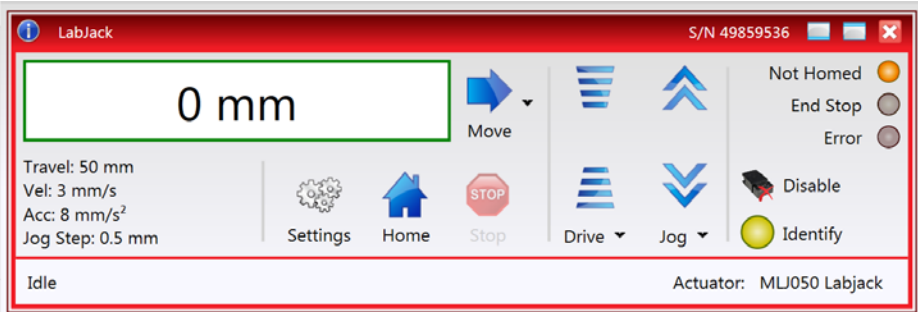 LabJack
S/N 49859536
0 mm
Move
Not Homed
End Stop
Error
Travel: 50 mm
Vel: 3 mm/s
Acc: 8 mm/s²
Jog Step: 0.5 mm
Settings
Home
STOP
Stop
Drive
Jog
Disable
Identify
Idle
Actuator: MLJ050 Labjack